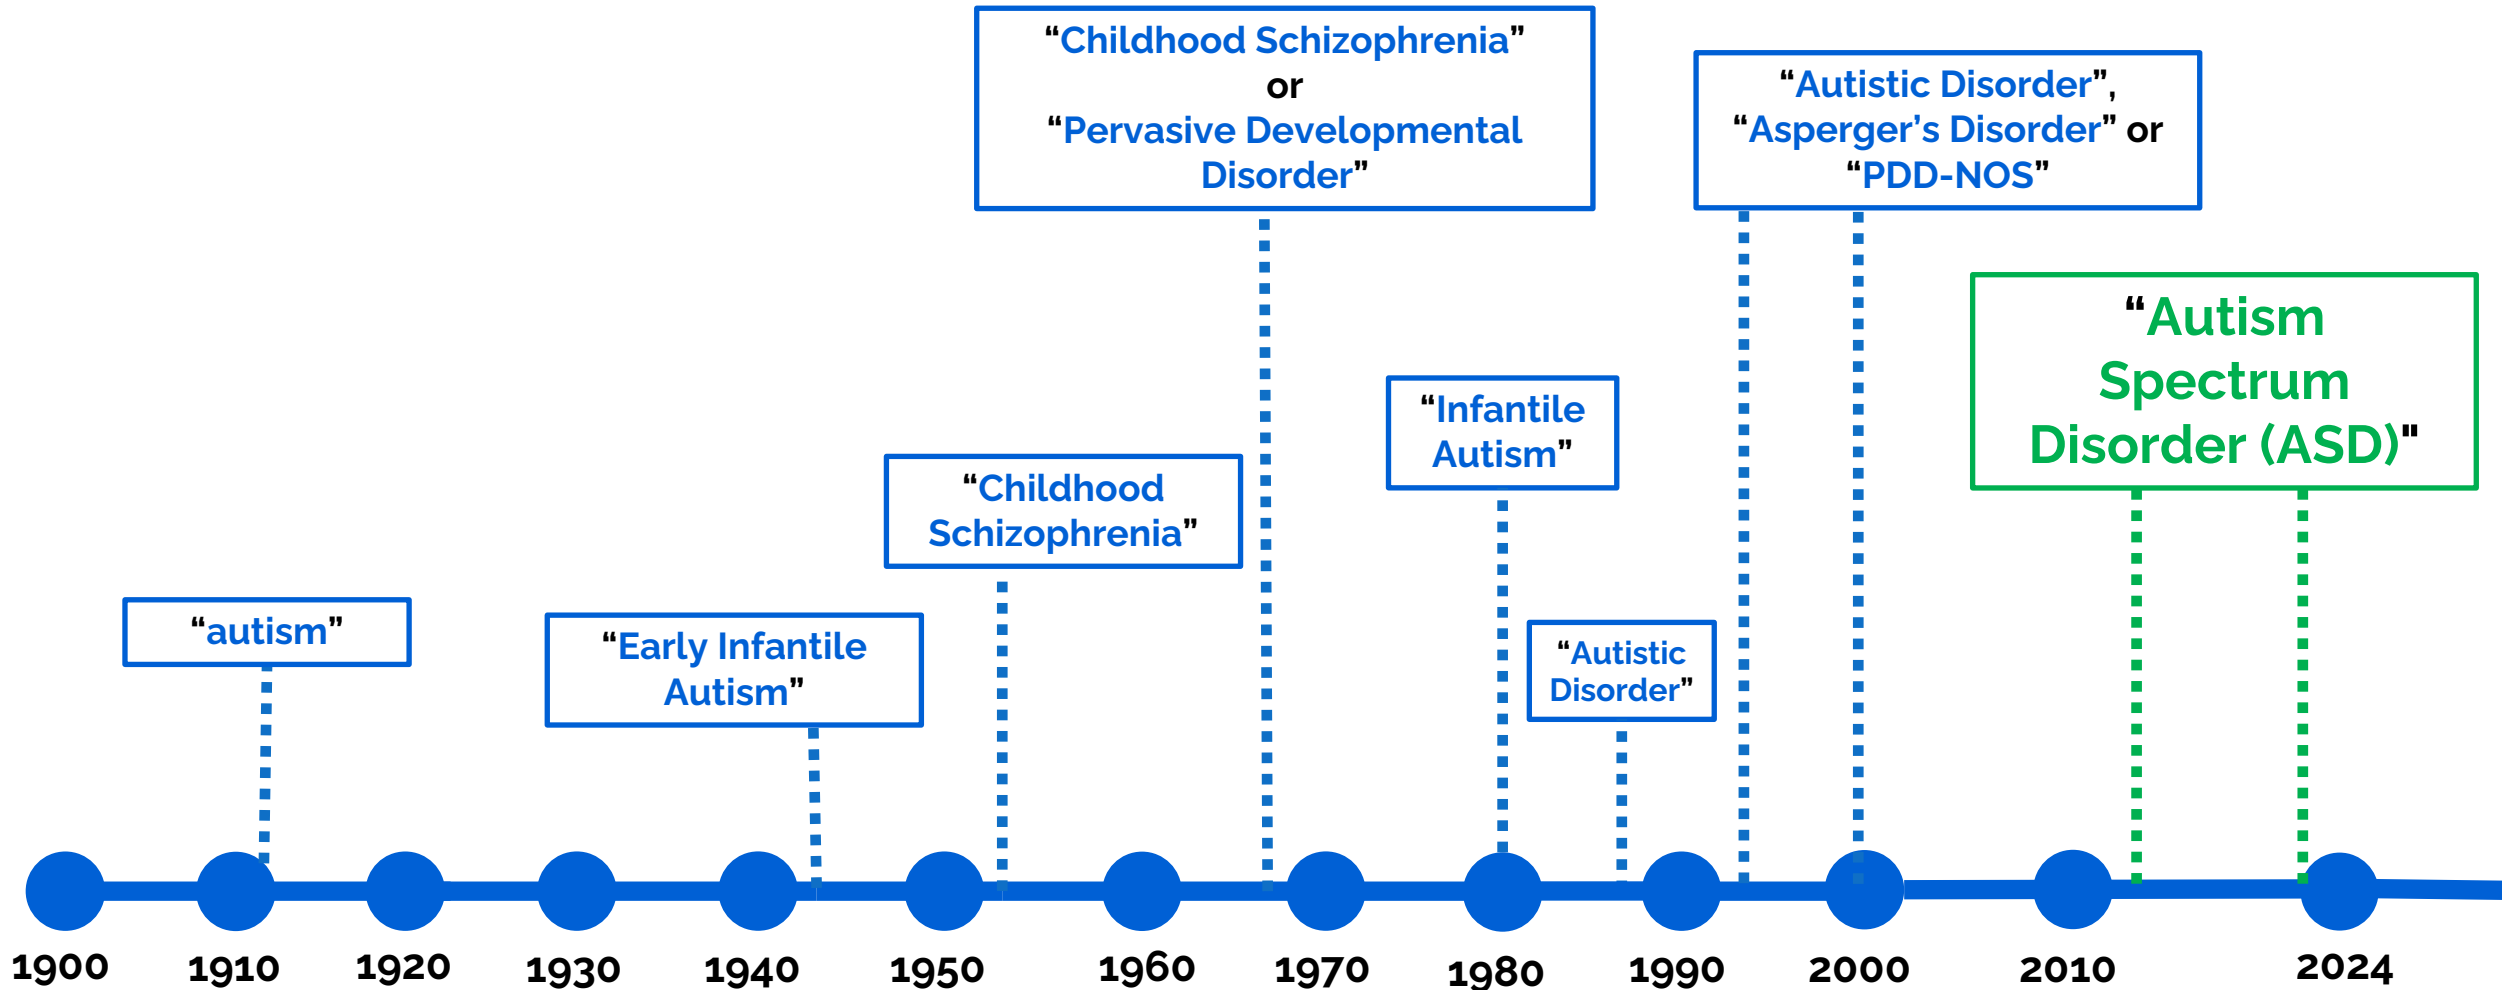 “Childhood Schizophrenia”
or
“Pervasive Developmental
Disorder”
“Autistic Disorder”,
“Asperger’s Disorder” or
“PDD-NOS”
“Autism
Spectrum
Disorder (ASD)"
“Infantile
Autism”
“Childhood
Schizophrenia”
“autism”
“Early Infantile
Autism”
“Autistic
Disorder”
1900
1910
1920
1930
1940
1950
1960
1970
1980
1990
2000
2010
2024